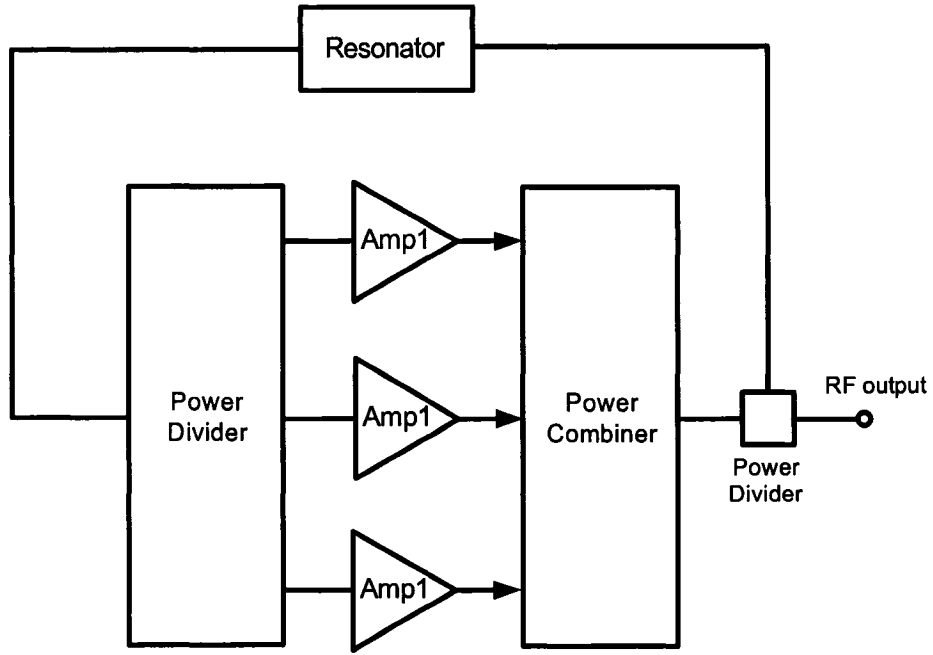 Resonator
Amp1
Power
Divider
Amp1
Power
Combiner
RF output
Power
Divider
Amp1